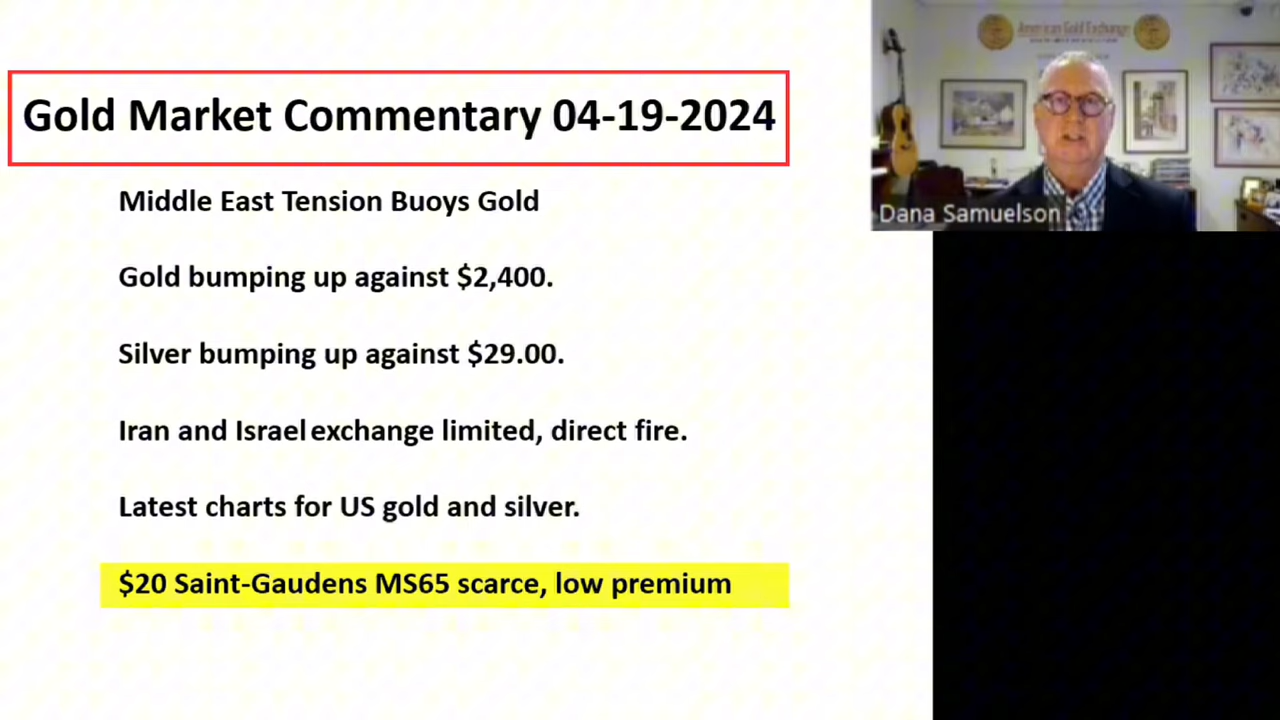 Gold Market Commentary 04-19-2024
Middle East Tension Buoys Gold
Gold bumping up against $2,400.
Silver bumping up against $29.00.
Iran and Israel exchange limited, direct fire.
Latest charts for US gold and silver.
$20 Saint-Gaudens MS65 scarce, low premium
American Gold Exchange
Dana Samuelson